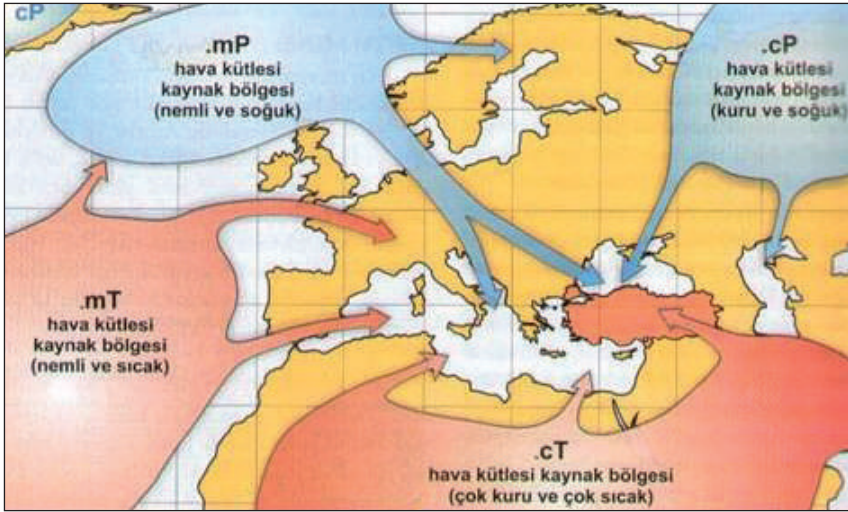 cP
.mP
hava kütlesi
kaynak bölgesi
(nemli ve soğuk)
.cP
hava kütlesi
kaynak bölgesi
(kuru ve soğuk)
.mT
hava kütlesi
kaynak bölgesi
(nemli ve sıcak)
.cT
hava kütlesi kaynak bölgesi
(çok kuru ve çok sıcak)